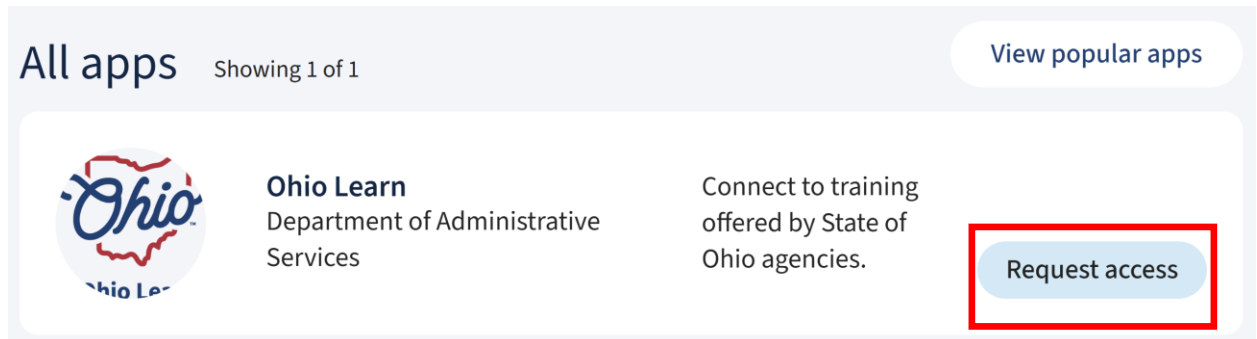 All apps
Showing 1 of 1
View popular apps
Ohio
Ohio Learn
Department of Administrative
Services
Connect to training
offered by State of
Ohio agencies.
Request access